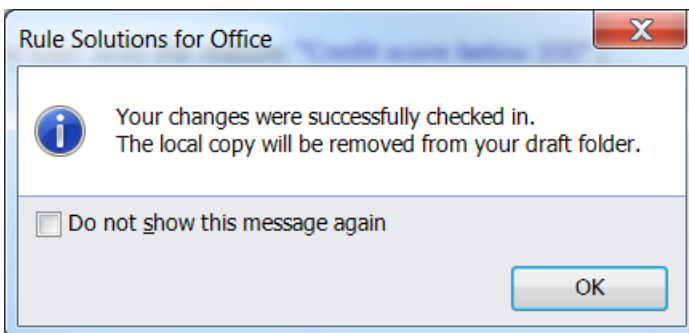 Rule Solutions for Office
Your changes were successfully checked in.
The local copy will be removed from your draft folder.
Do not show this message again
OK